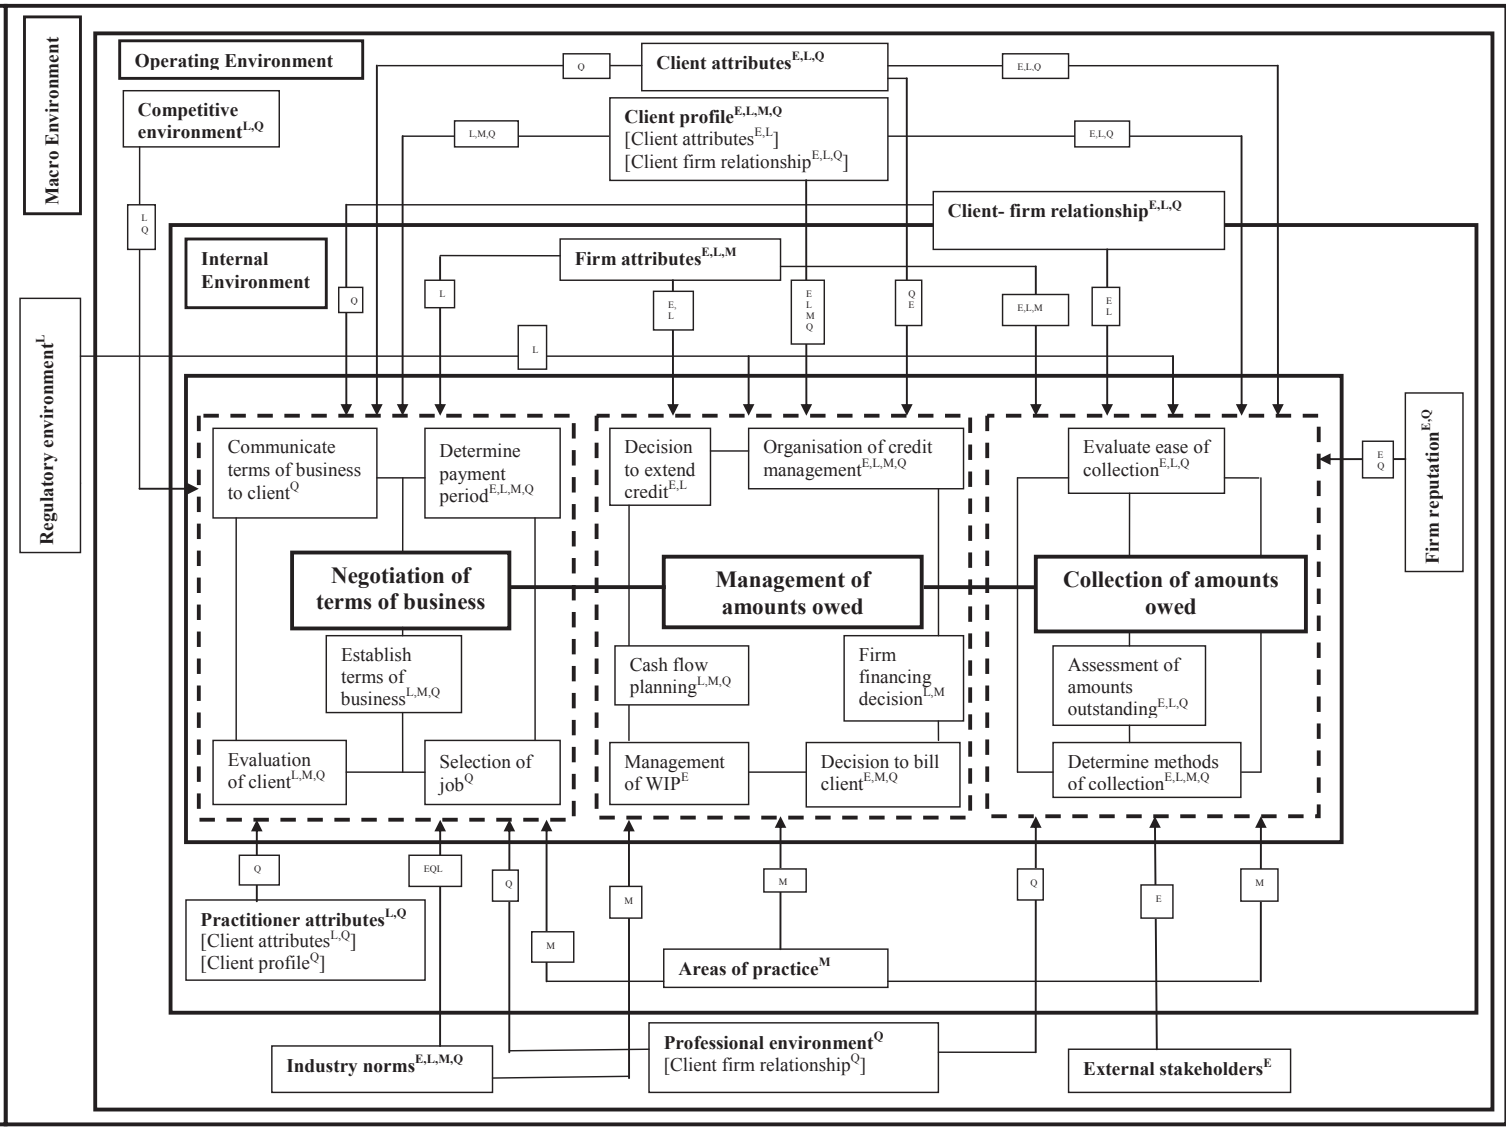 Macro Environment
Operating Environment
Competitive
environment^L,Q
Q
Client attributes^E,L,Q
E,L,Q
L,M,Q
Client profile^E,L,M,Q
[Client attributes^E,L]
[Client firm relationship^E,L,Q]
E,L,Q
Client- firm relationship^E,L,Q
L
Q
Internal
Environment
Firm attributes^E,L,M
Q
L
E,
L
E
L
M
Q
Q
E
E,L,M
E
L
Regulatory environment^L
L
Firm reputation^E,Q
E
Q
Communicate
terms of business
to client^Q
Determine
payment
period^E,L,M,Q
Negotiation of
terms of business
Establish
terms of
business^L,M,Q
Evaluation
of client^L,M,Q
Selection of
job^Q
Decision
to extend
credit^E,L
Organisation of credit
management^E,L,M,Q
Management of
amounts owed
Cash flow
planning^L,M,Q
Firm
financing
decision^L,M
Management
of WIP^E
Decision to bill
client^E,M,Q
Evaluate ease of
collection^E,L,Q
Collection of amounts
owed
Assessment of
amounts
outstanding^E,L,Q
Determine methods
of collection^E,L,M,Q
Q
EQL
Q
M
M
M
Q
E
M
Practitioner attributes^L,Q
[Client attributes^L,Q]
[Client profile^Q]
Areas of practice^M
Industry norms^E,L,M,Q
Professional environment^Q
[Client firm relationship^Q]
External stakeholders^E